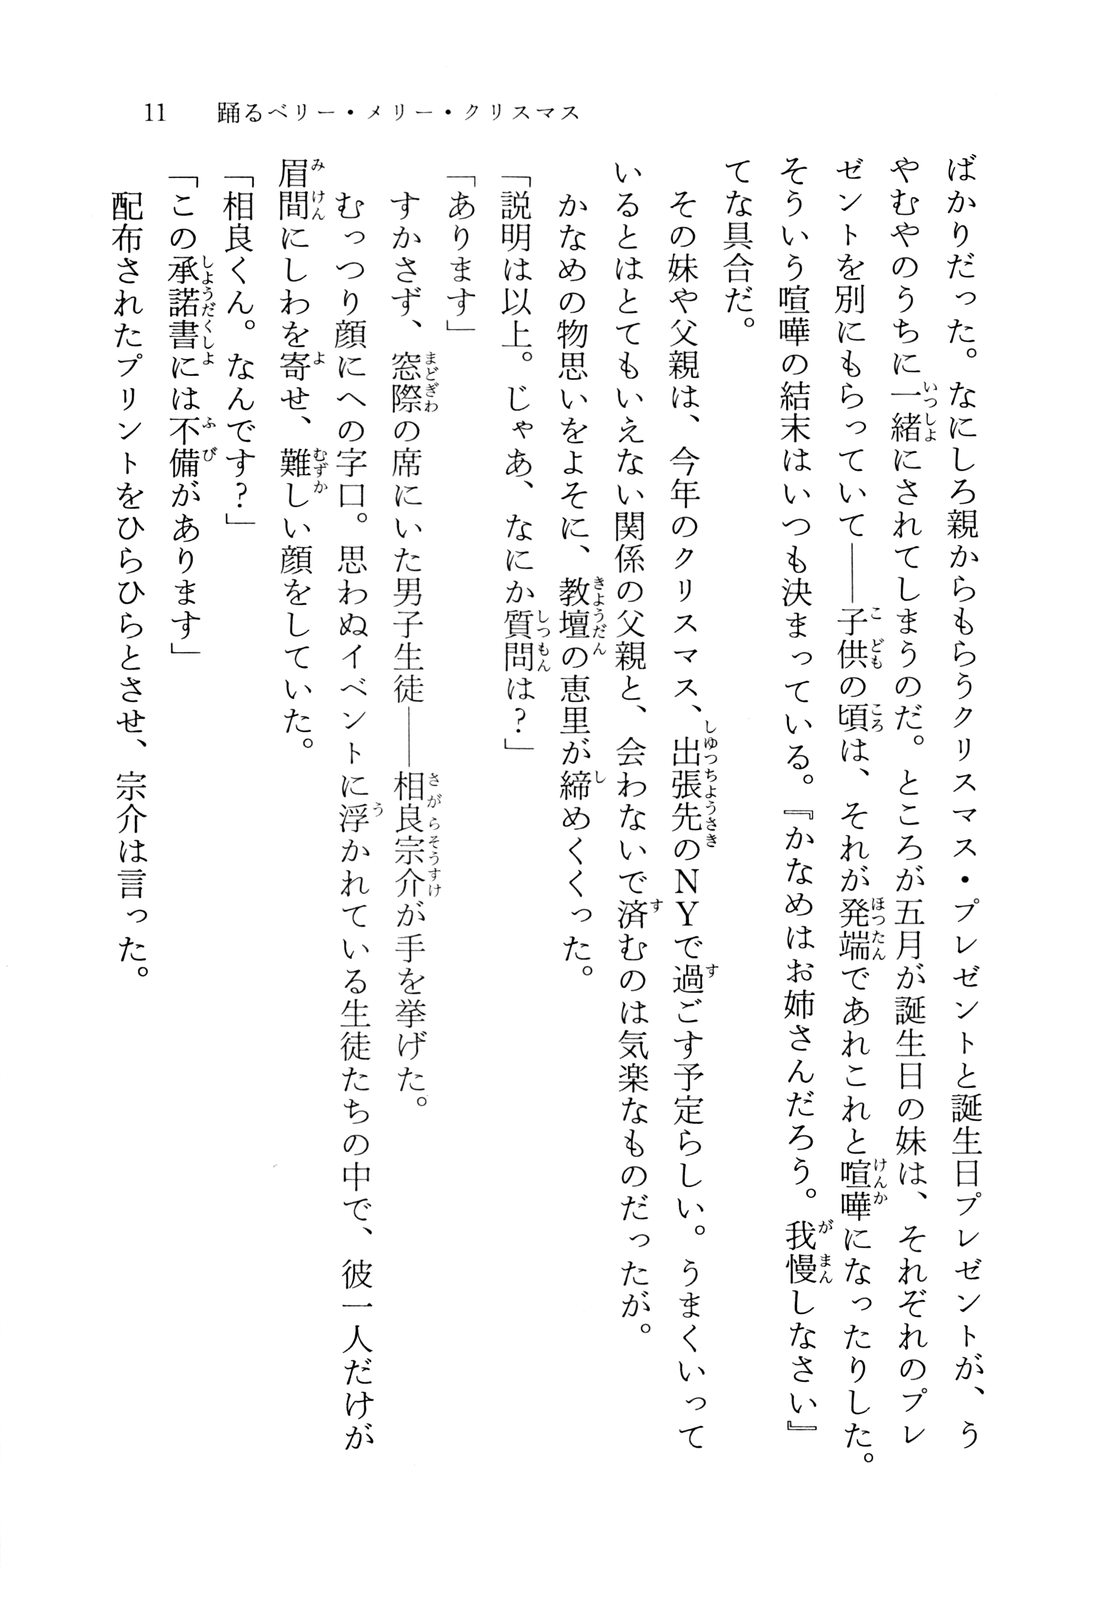 11　踊るベリー・メリー・クリスマス
ばかりだった。なにしろ親からもらうクリスマス・プレゼントと誕生日プレゼントが、う
やむやのうちに一緒にされてしまうのだ。ところが五月が誕生日の妹は、それぞれのプレ
ゼントを別にもらっていて――子供の頃は、それが発端であれこれと喧嘩になったりした。
そういう喧嘩の結末はいつも決まっている。『かなめはお姉さんだろう。我慢しなさい』
てな具合だ。
　その妹や父親は、今年のクリスマス、出張先のNYで過ごす予定らしい。うまくいって
いるとはとてもいえない関係の父親と、会わないで済むのは気楽なものだったが。
　かなめの物思いをよそに、教壇の恵里が締めくくった。
「説明は以上。じゃあ、なにか質問は？」
「あります」
　すかさず、窓際の席にいた男子生徒――相良宗介が手を挙げた。
　むっつり顔にへの字口。思わぬイベントに浮かれている生徒たちの中で、彼一人だけが
眉間にしわを寄せ、難しい顔をしていた。
「相良くん。なんです？」
「この承諾書には不備があります」
　配布されたプリントをひらひらとさせ、宗介は言った。